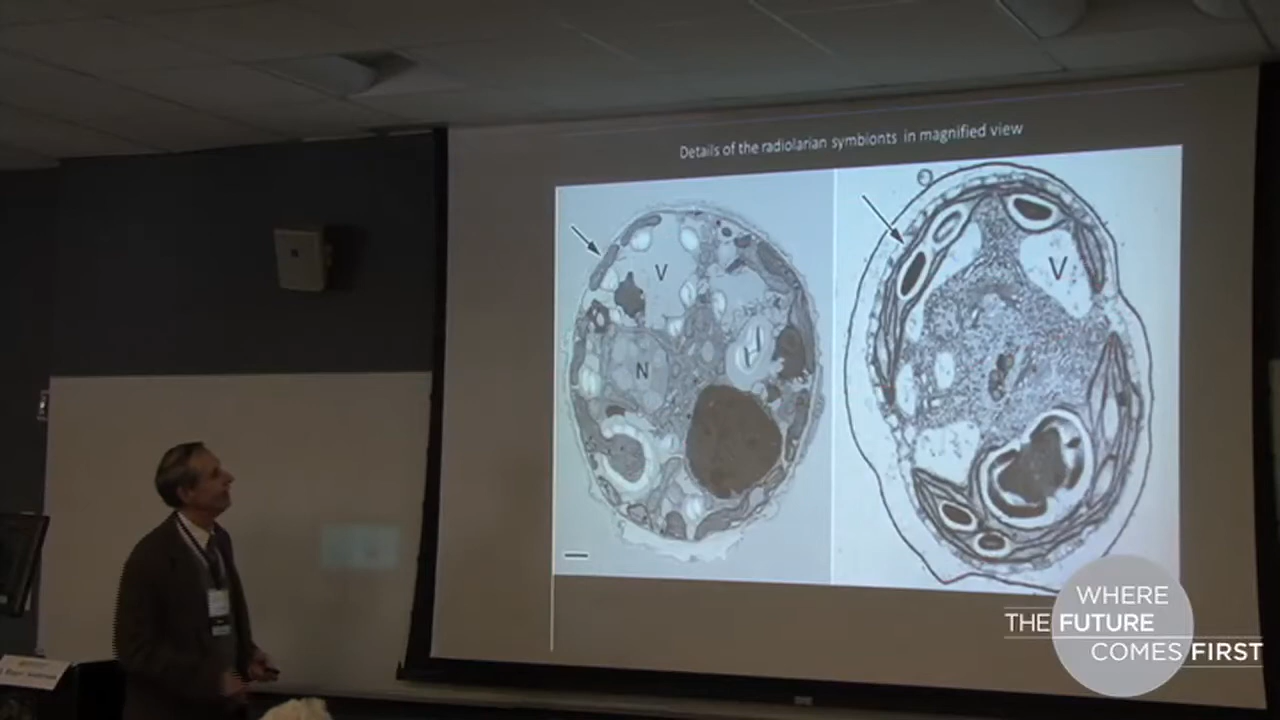 Details of the radiolarian symbionts in magnified view
V
N
V
WHERE
THE FUTURE
COMES FIRST